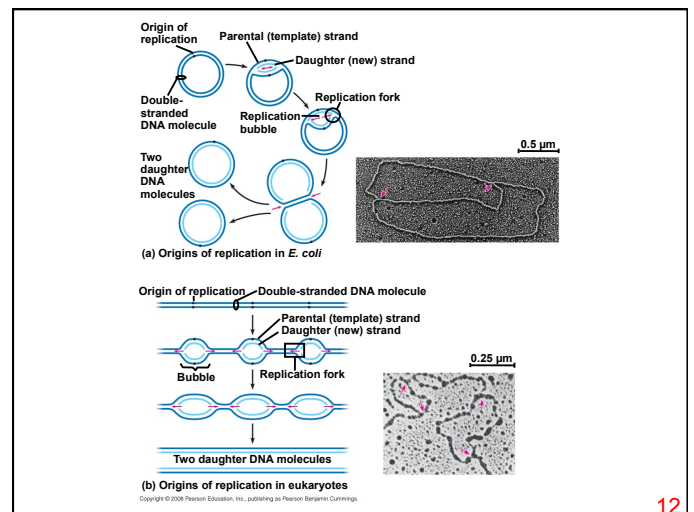 Origin of
replication
Parental (template) strand
Daughter (new) strand
Double-
stranded
DNA molecule
Replication fork
Replication
bubble
0.5 µm
Two
daughter
DNA
molecules
(a) Origins of replication in E. coli
Origin of replication
Double-stranded DNA molecule
Parental (template) strand
Daughter (new) strand
Bubble
Replication fork
0.25 µm
Two daughter DNA molecules
(b) Origins of replication in eukaryotes
Copyright © 2008 Pearson Education, Inc., publishing as Pearson Benjamin Cummings.
12